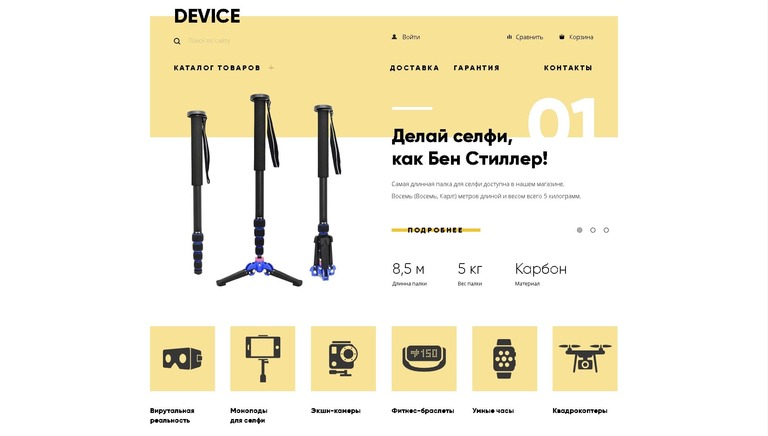 DEVICE
Поиск по сайту
Войти
Сравнить
Корзина
КАТАЛОГ ТОВАРОВ +
ДОСТАВКА
ГАРАНТИЯ
КОНТАКТЫ
01
Делай селфи,
как Бен Стиллер!
Самая длинная палка для селфи доступна в нашем магазине.
Восемь (Восемь, Карл!) метров длиной и весом всего 5 килограмм.
ПОДРОБНЕЕ
8,5 м
5 кг
Карбон
Длинна палки
Вес палки
Материал
150
Вирутальная
реальность
Моноподы
для селфи
Экшн-камеры
Фитнес-браслеты
Умные часы
Квадрокоптеры